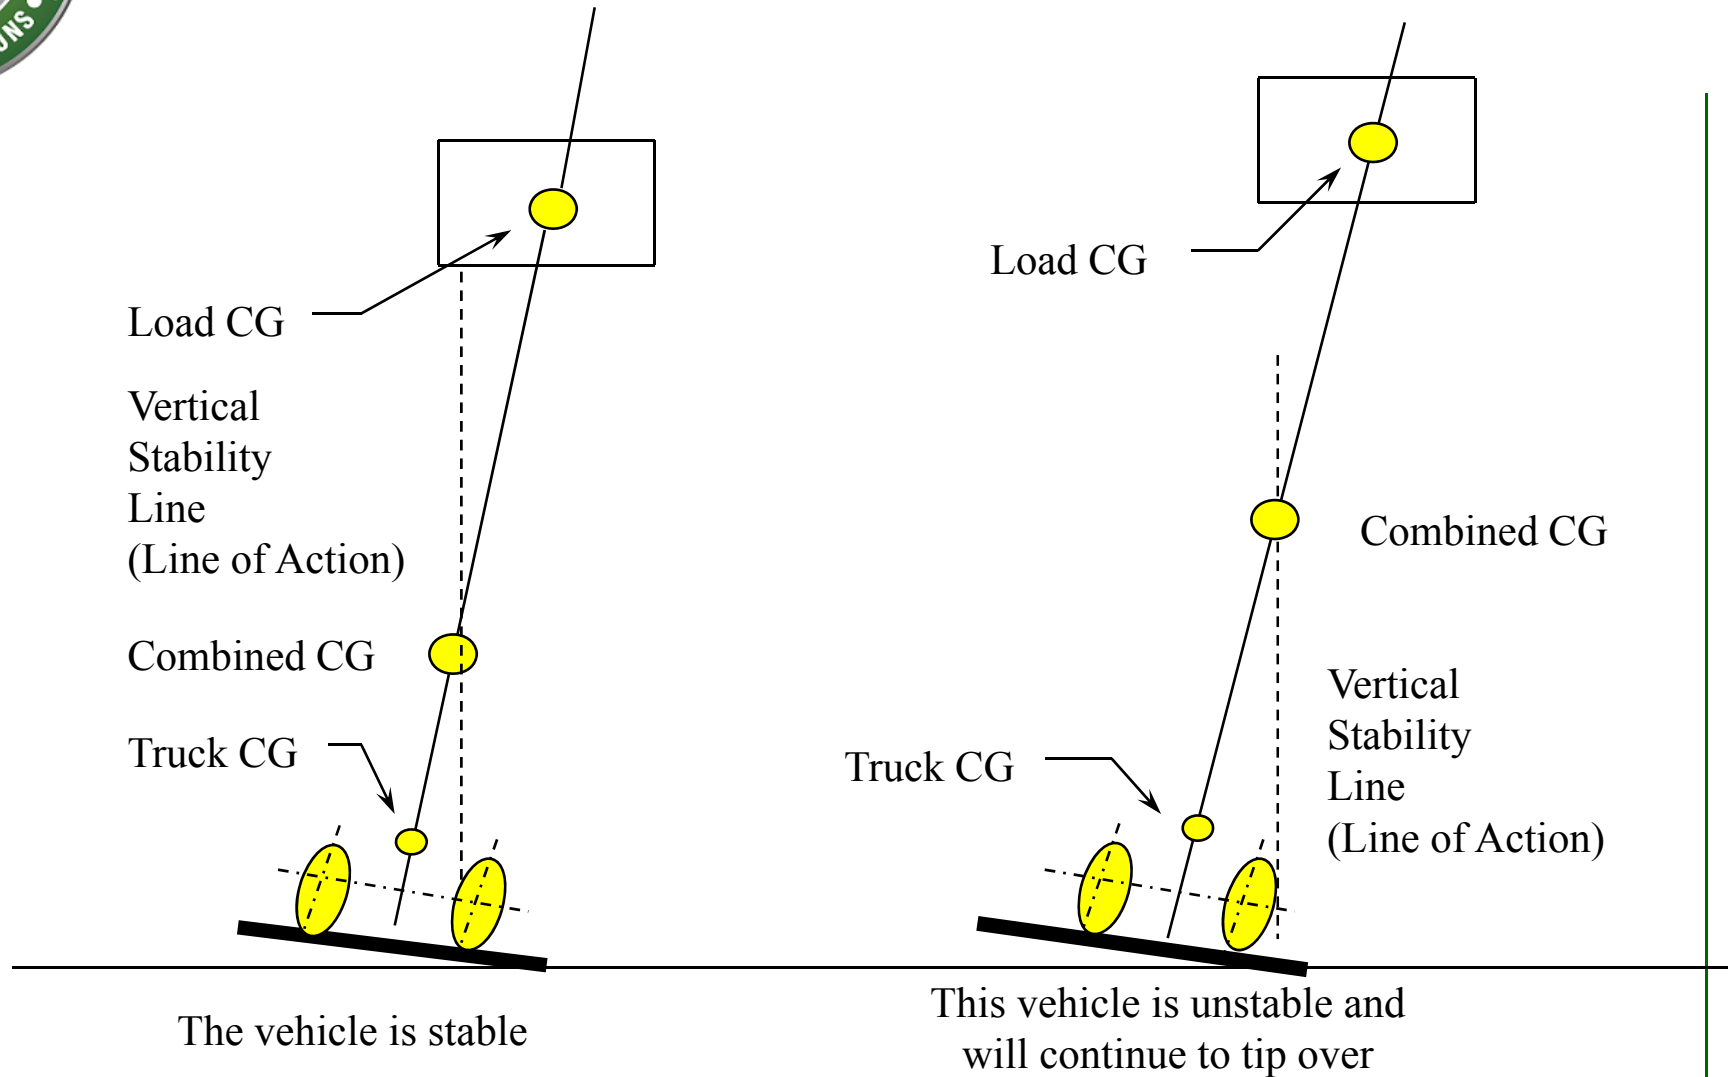 Load CG
Vertical
Stability
Line
(Line of Action)
Combined CG
Truck CG
The vehicle is stable
Load CG
Combined CG
Truck CG
Vertical
Stability
Line
(Line of Action)
This vehicle is unstable and
will continue to tip over